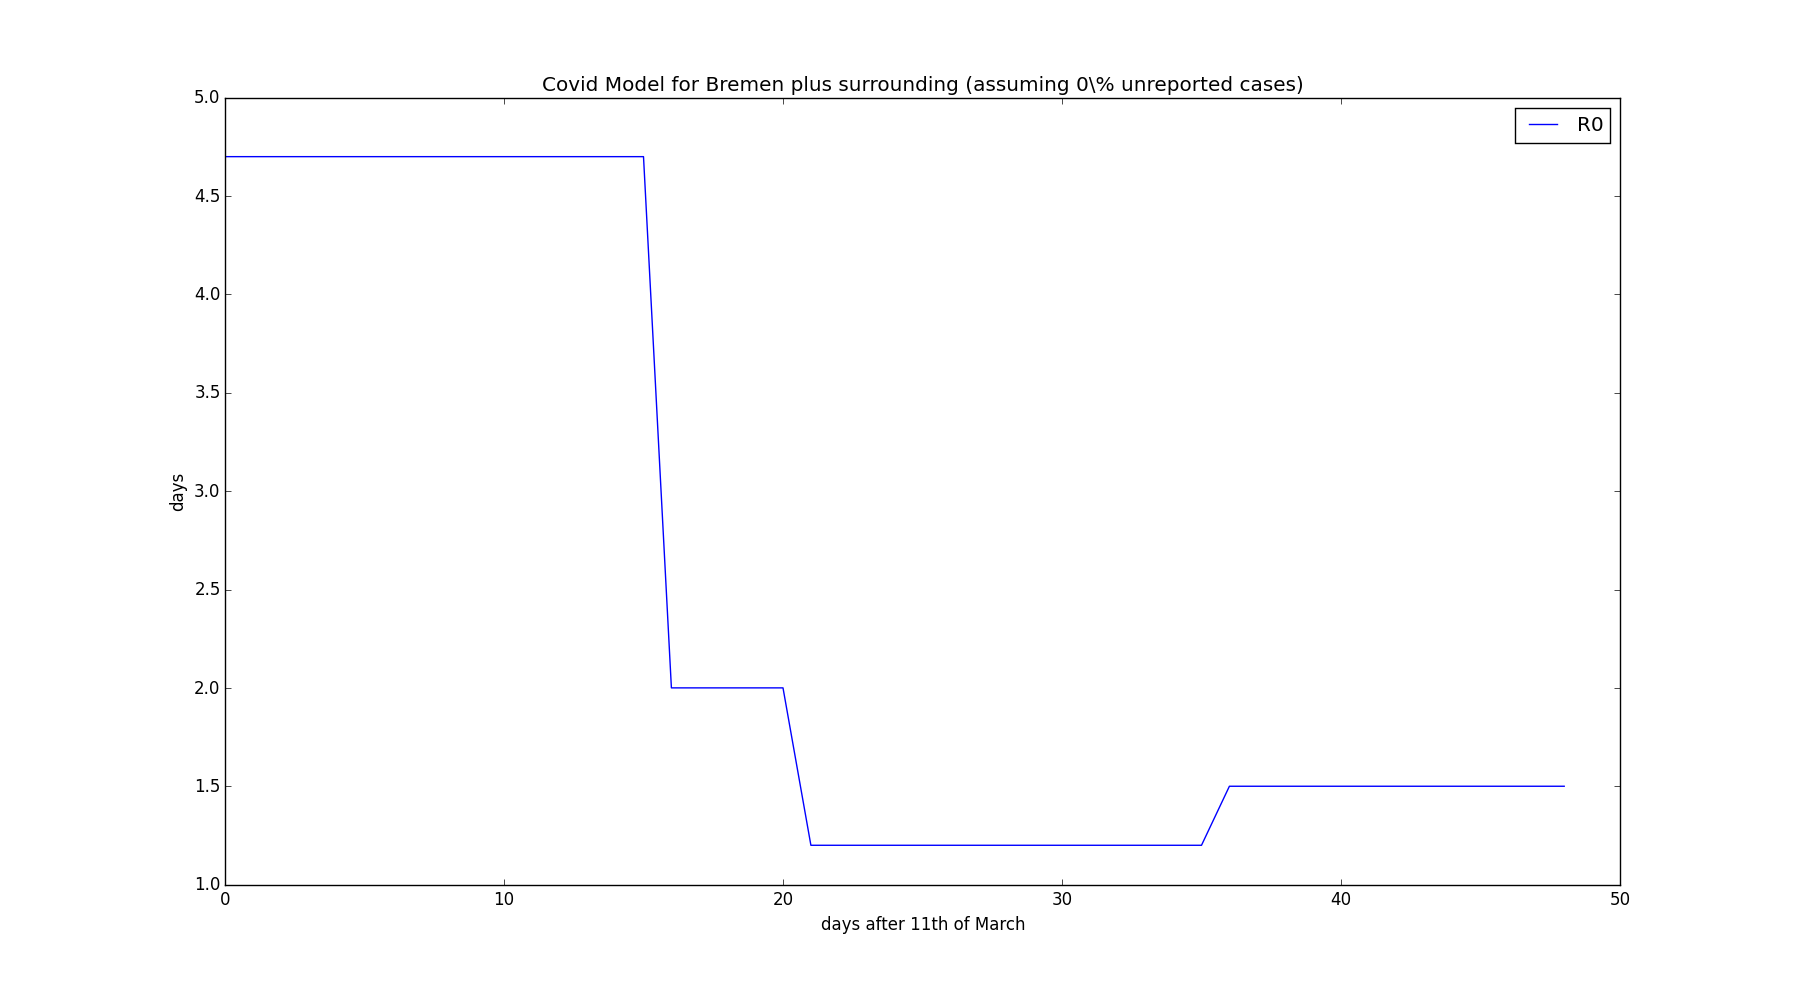 Covid Model for Bremen plus surrounding (assuming 0\% unreported cases)
5.0
R0
4.5
4.0
3.5
3.0
days
2.5
2.0
1.5
1.0
0 10 20 30 40 50
days after 11th of March